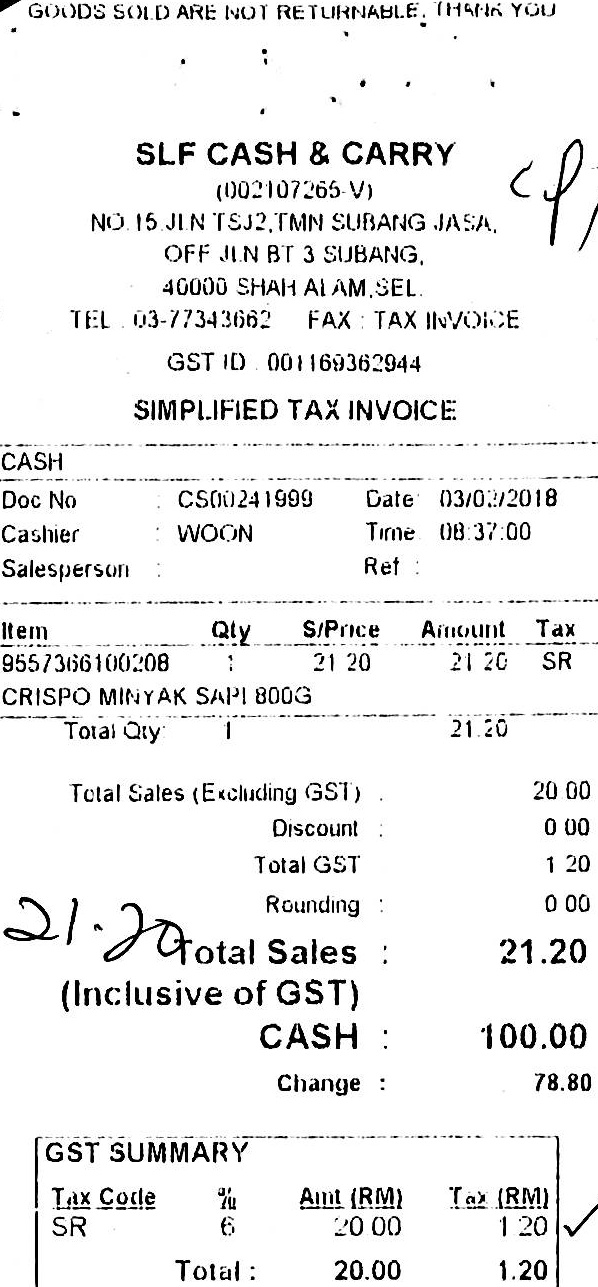 GOODS SOLD ARE NOT RETURNABLE, THANK YOU
SLF CASH & CARRY
(002107265-V)
NO.15 JLN TSJ2,TMN SUBANG JASA,
OFF JLN BT 3 SUBANG,
40000 SHAH ALAM,SEL.
TEL : 03-77343662 FAX : TAX INVOICE
GST ID : 001169362944
SIMPLIFIED TAX INVOICE
CASH
Doc No : CS00241999 Date
Cashier : WOON Time 08:37:00
Salesperson : Ref :
Item Qty S/Price Amount Tax
9557366100208 1 21.20 21.20 SR
CRISPO MINYAK SAPI 800G
Total Qty: 1 21.20
Total Sales (Excluding GST) : 20.00
Discount : 0.00
Total GST 1.20
Rounding : 0.00
21.20
Total Sales : 21.20
(Inclusive of GST)
CASH : 100.00
Change : 78.80
GST SUMMARY
Tax Code % Amt (RM) Tax (RM)
SR 6 20.00 1.20
Total : 20.00 1.20